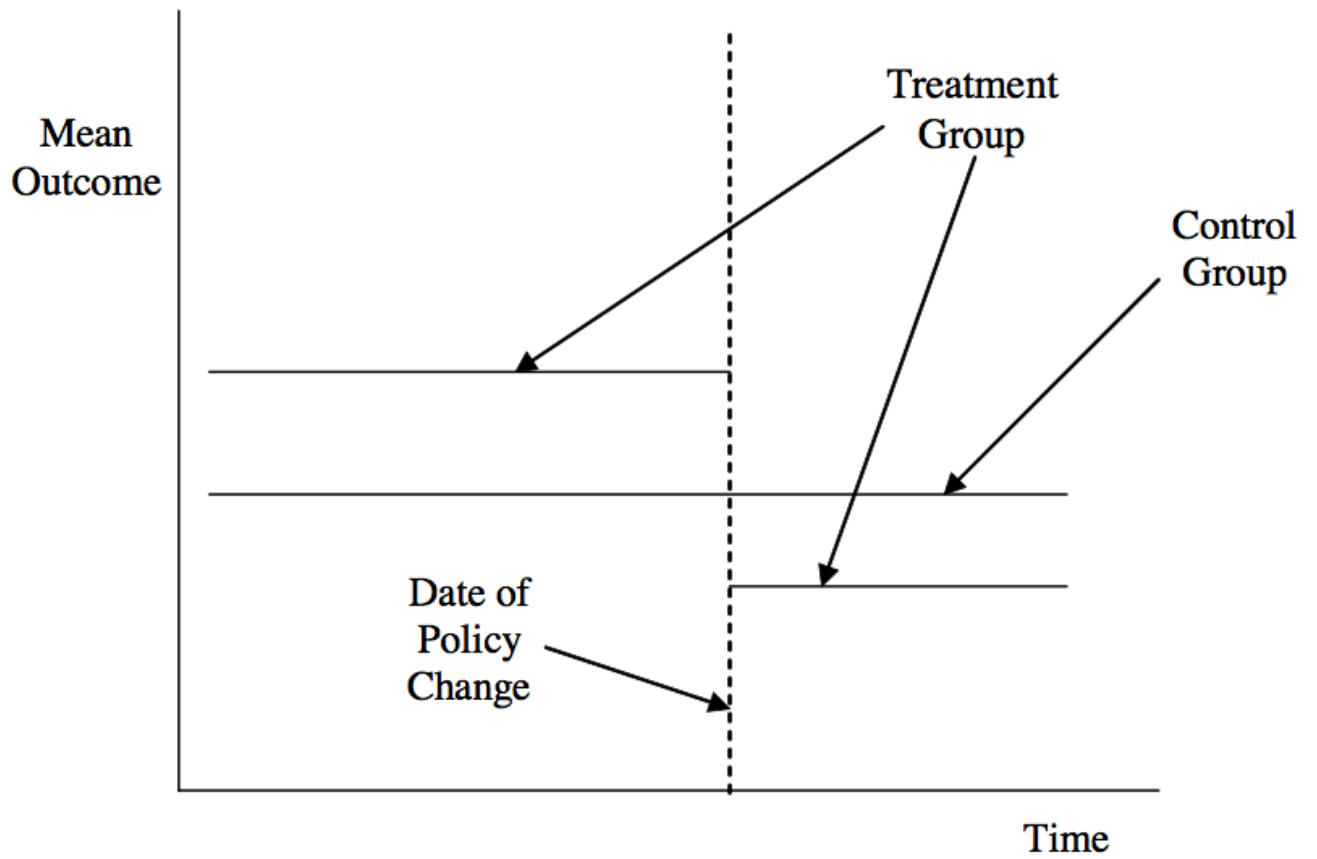 Mean
Outcome
Treatment
Group
Control
Group
Date of
Policy
Change
Time